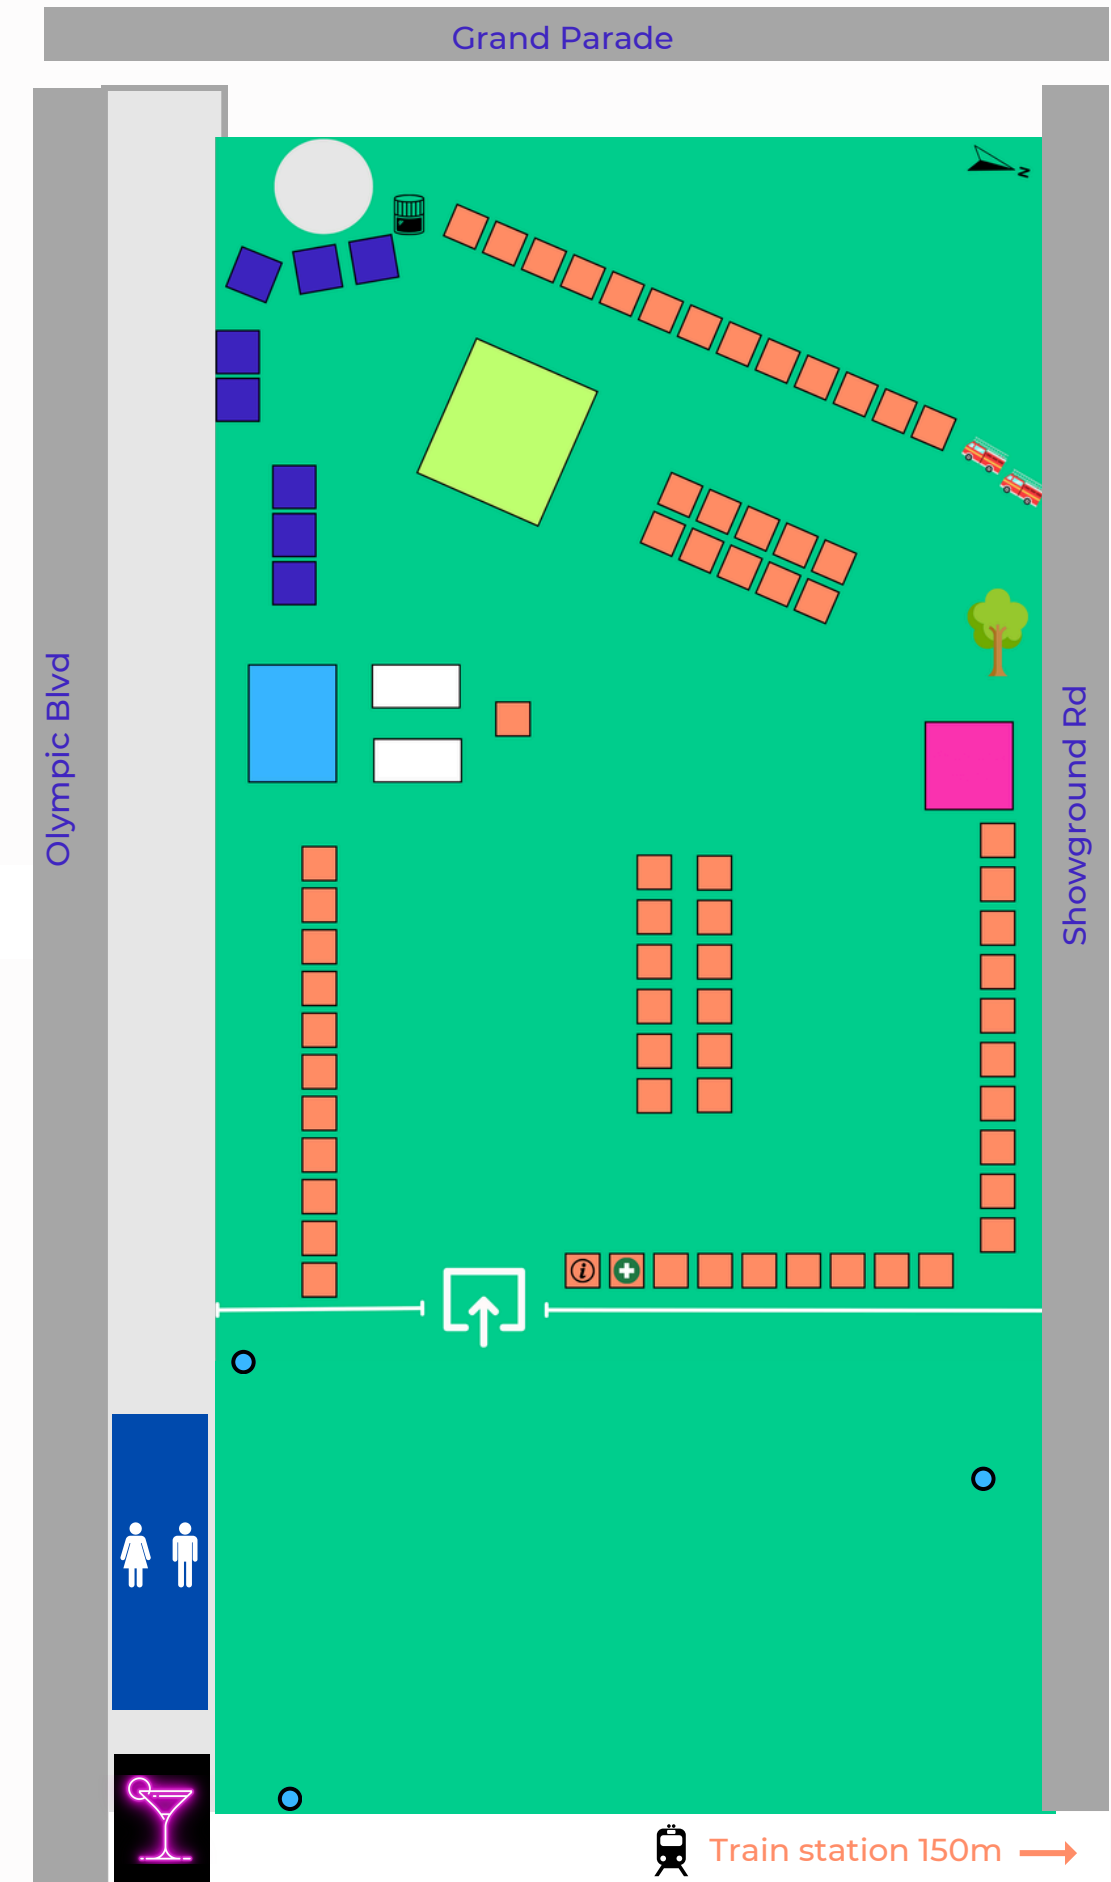 Grand Parade
N
Olympic Blvd
Showground Rd
i
Train station 150m